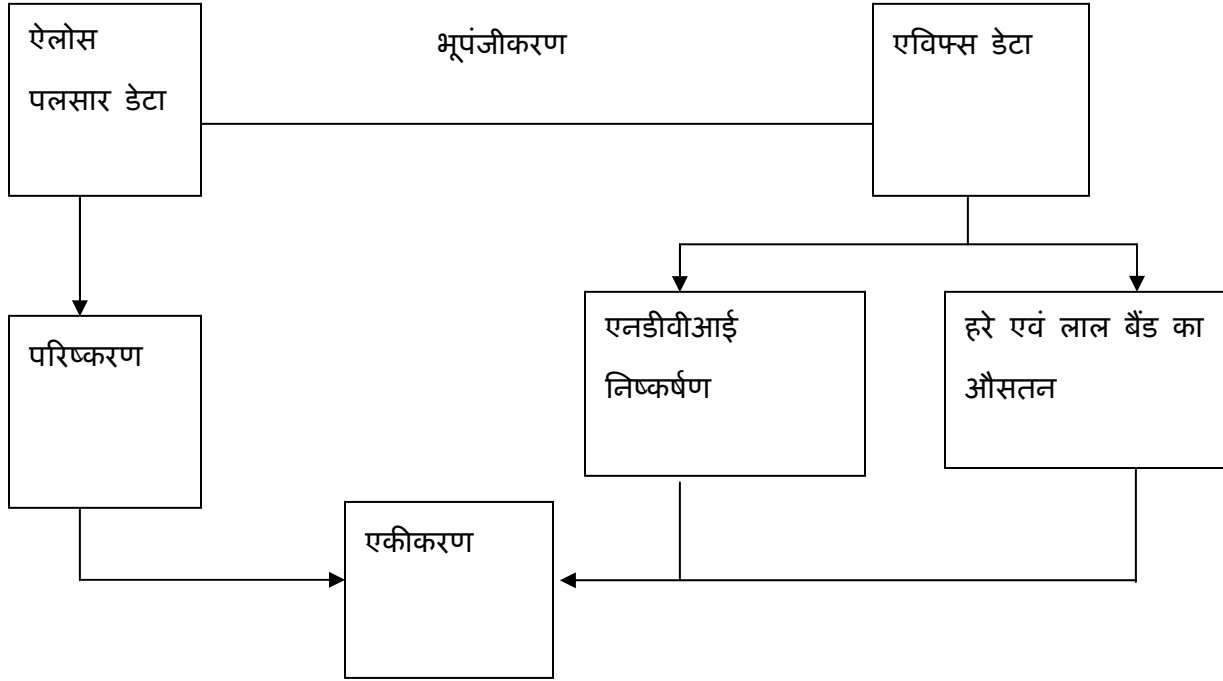 ऐलोस
पलसार डेटा
भूपंजीकरण
एविफ्स डेटा
परिष्करण
एनडीवीआई
निष्कर्षण
हरे एवं लाल बैंड का
औसतन
एकीकरण